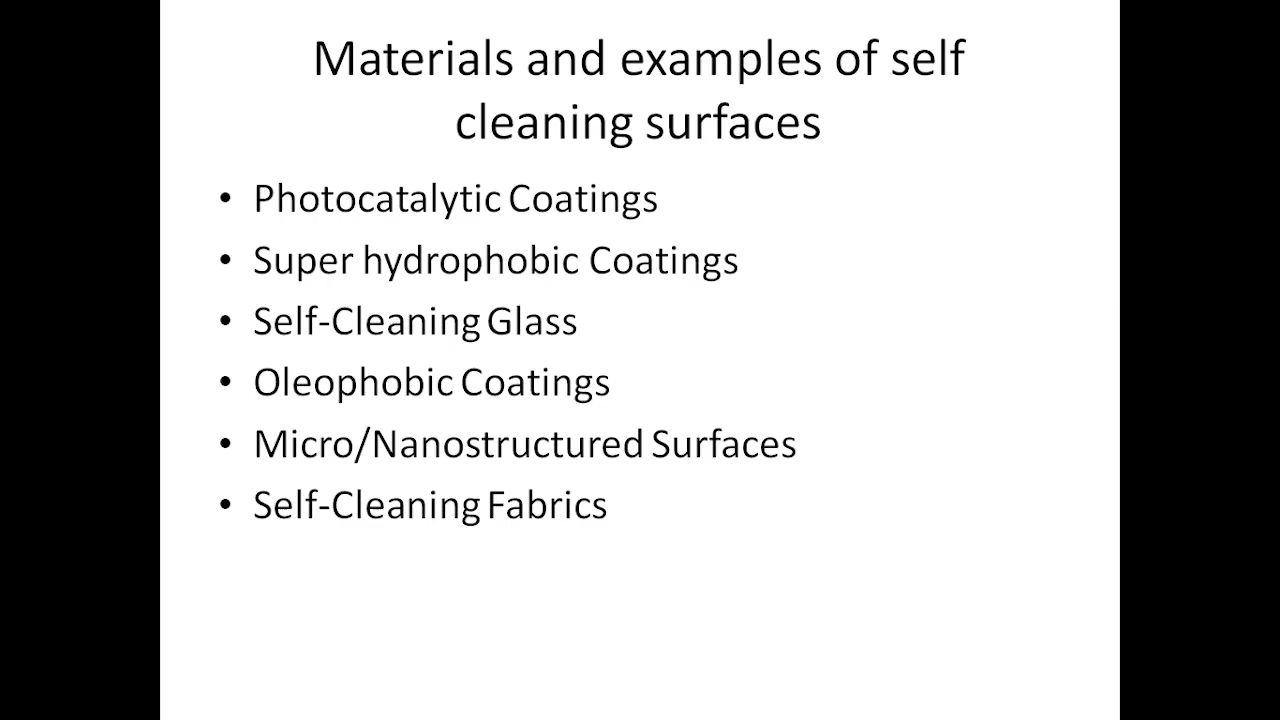 Materials and examples of self
cleaning surfaces
• Photocatalytic Coatings
• Super hydrophobic Coatings
• Self-Cleaning Glass
• Oleophobic Coatings
• Micro/Nanostructured Surfaces
• Self-Cleaning Fabrics